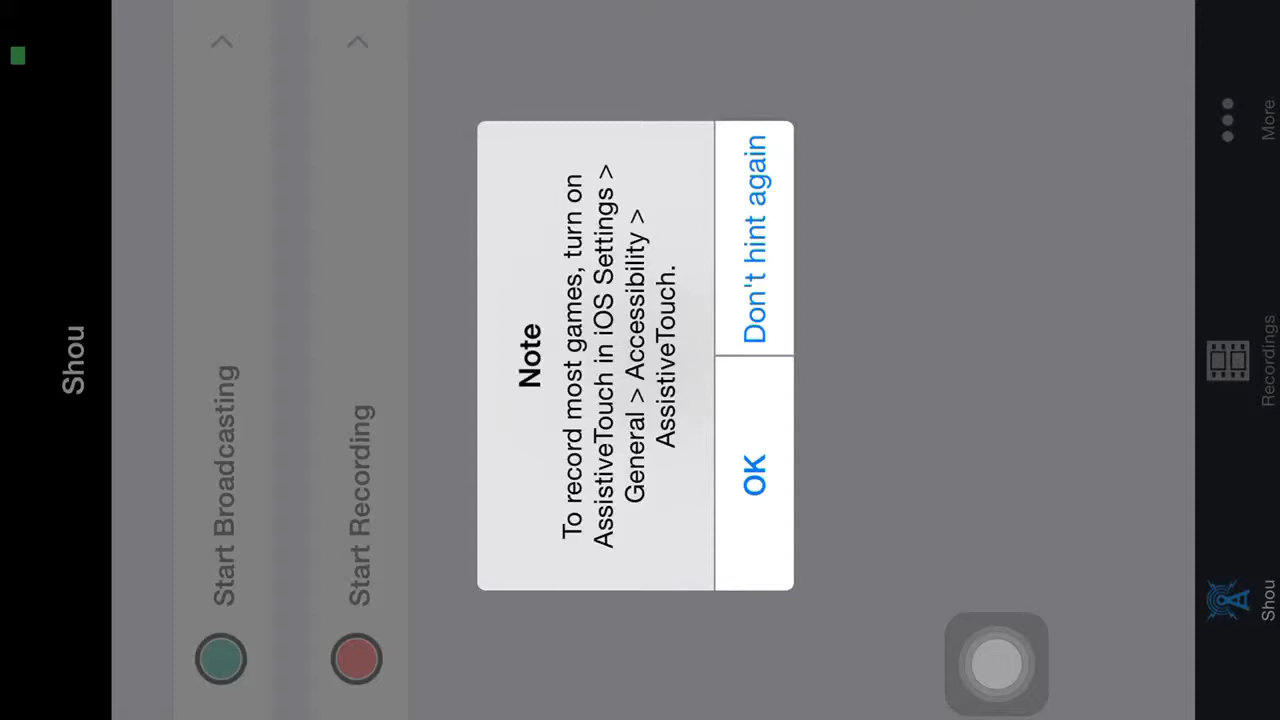 Shou
Start Broadcasting
Start Recording
Note
To record most games, turn on
AssistiveTouch in iOS Settings >
General > Accessibility >
AssistiveTouch.
OK
Don't hint again
Shou
Recordings
More